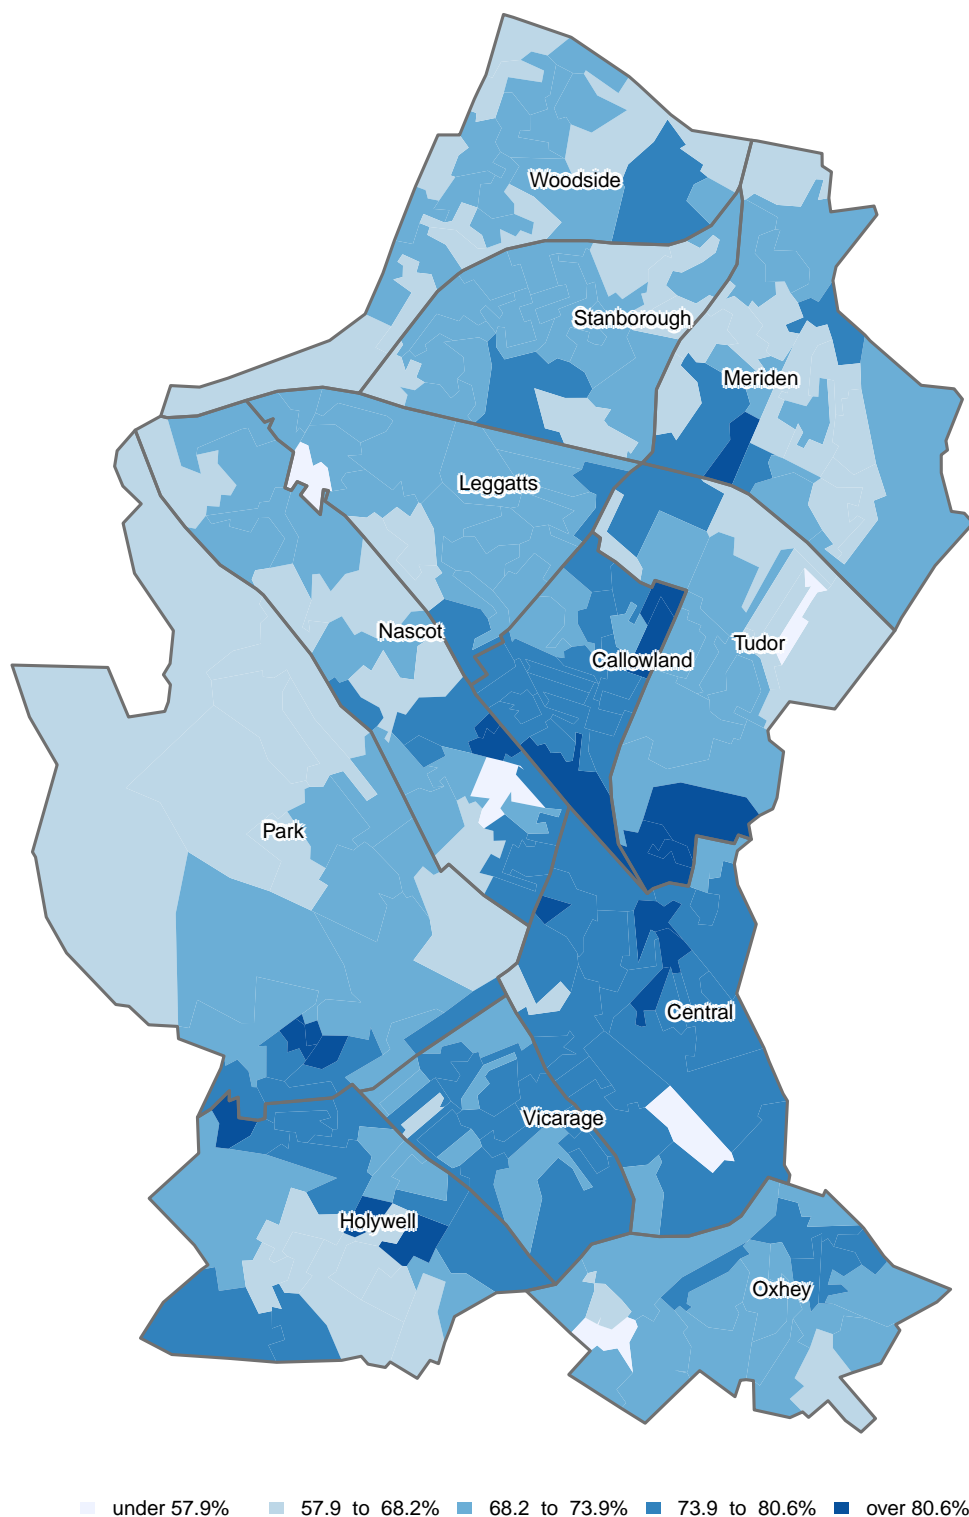 Woodside
Stanborough
Meriden
Leggatts
Nascot
Callowland
Tudor
Park
Central
Vicarage
Holywell
Oxhey
under 57.9% 57.9 to 68.2% 68.2 to 73.9% 73.9 to 80.6% over 80.6%